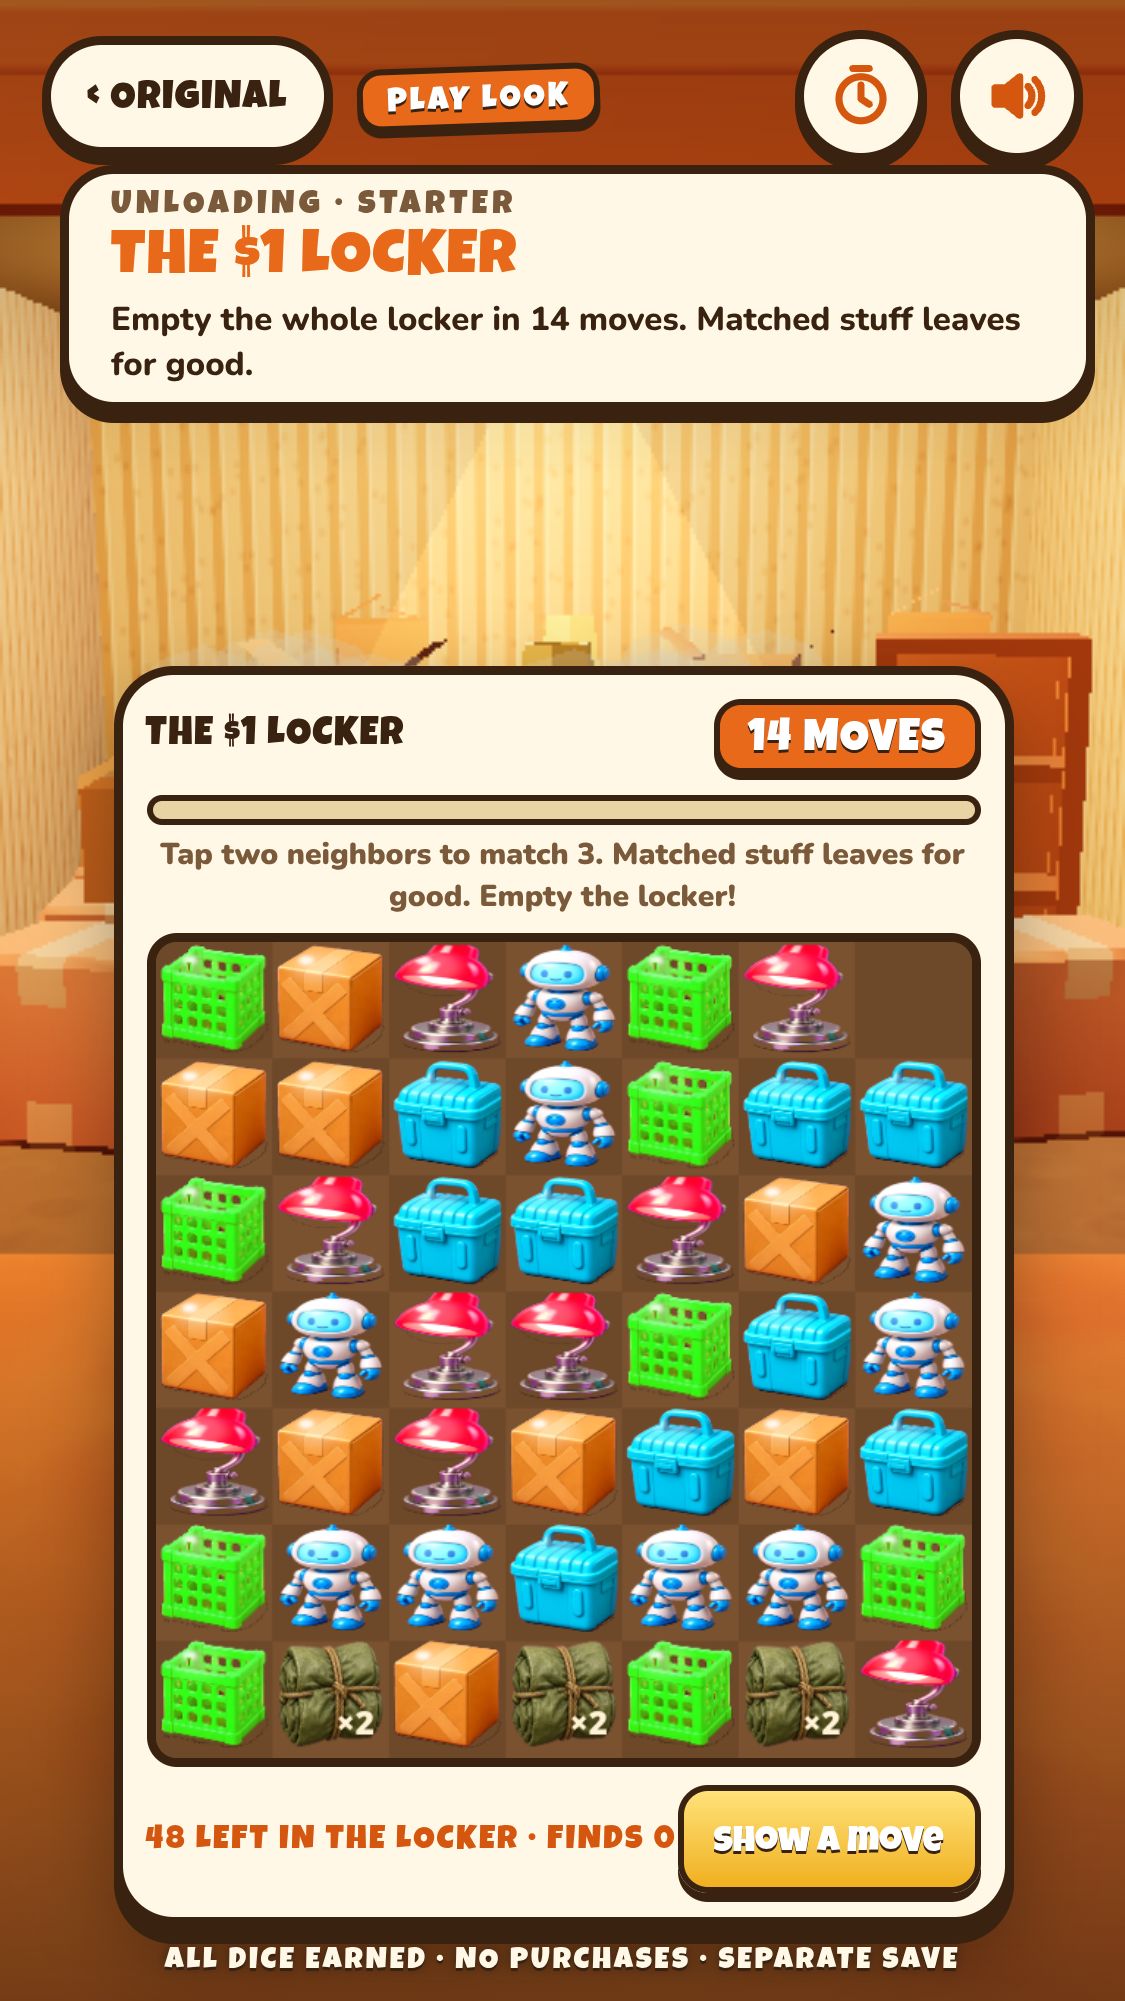 ‹ ORIGINAL
PLAY LOOK
UNLOADING · STARTER
THE $1 LOCKER
Empty the whole locker in 14 moves. Matched stuff leaves
for good.
THE $1 LOCKER
14 MOVES
Tap two neighbors to match 3. Matched stuff leaves for
good. Empty the locker!
×2
×2
×2
48 LEFT IN THE LOCKER · FINDS 0
SHOW A MOVE
ALL DICE EARNED · NO PURCHASES · SEPARATE SAVE